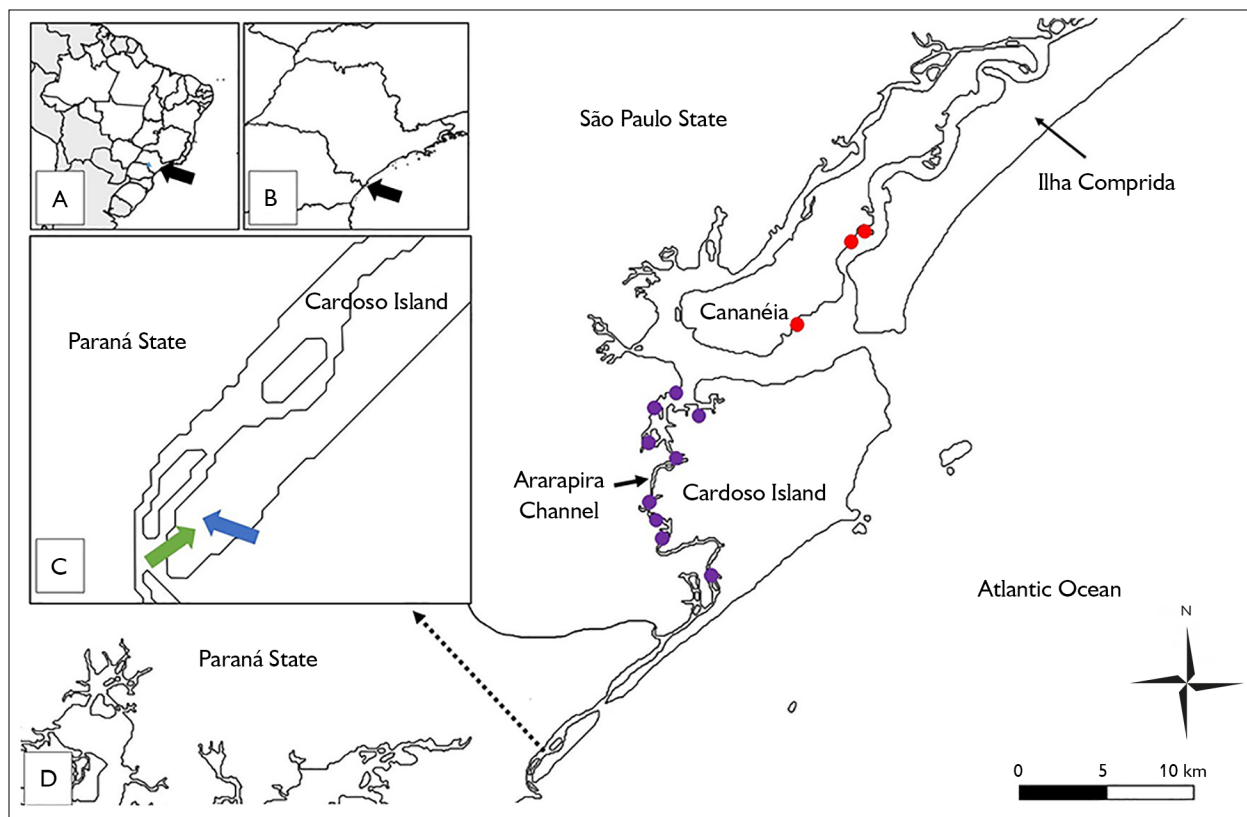 A
B
São Paulo State
Ilha Comprida
Cardoso Island
Paraná State
C
Cananéia
Ararapira
Channel
Cardoso Island
Atlantic Ocean
N
Paraná State
D
0 5 10 km